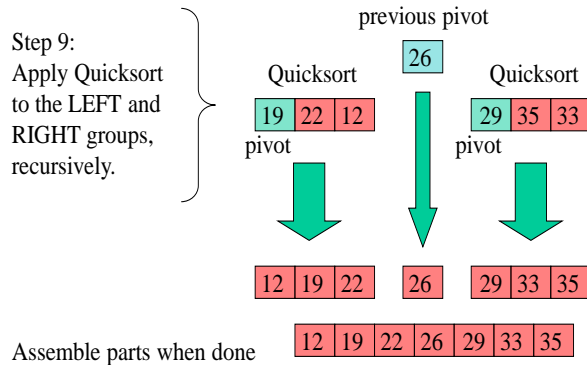 Step 9:
Apply Quicksort
to the LEFT and
RIGHT groups,
recursively.
previous pivot
26
Quicksort
Quicksort
19 22 12
29 35 33
pivot
pivot
12 19 22
26
29 33 35
Assemble parts when done
12 19 22 26 29 33 35